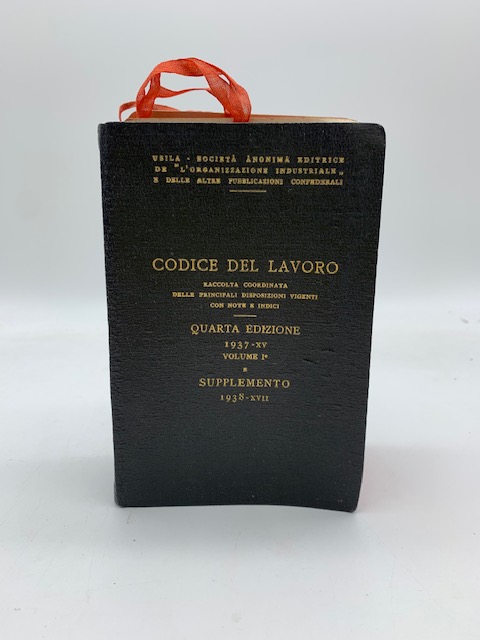 USILA - SOCIETÀ ANONIMA EDITRICE
DE "L'ORGANIZZAZIONE INDUSTRIALE„
E DELLE ALTRE PUBBLICAZIONI CONFEDERALI
CODICE DEL LAVORO
RACCOLTA COORDINATA
DELLE PRINCIPALI DISPOSIZIONI VIGENTI
CON NOTE E INDICI
QUARTA EDIZIONE
1937-XV
VOLUME I°
E
SUPPLEMENTO
1938-XVII